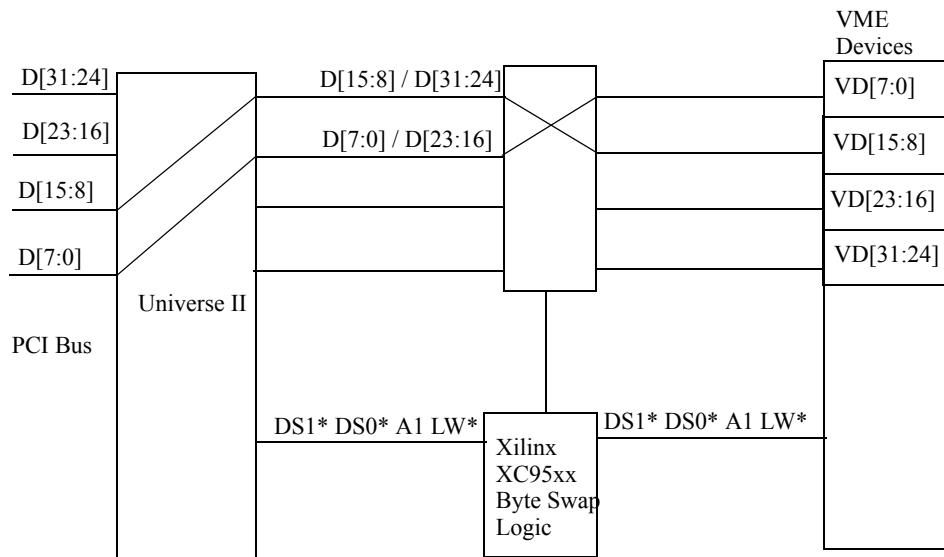 VME
Devices
D[31:24]
D[15:8] / D[31:24]
VD[7:0]
D[23:16]
D[7:0] / D[23:16]
VD[15:8]
D[15:8]
VD[23:16]
D[7:0]
VD[31:24]
Universe II
PCI Bus
DS1* DS0* A1 LW*
DS1* DS0* A1 LW*
Xilinx
XC95xx
Byte Swap
Logic